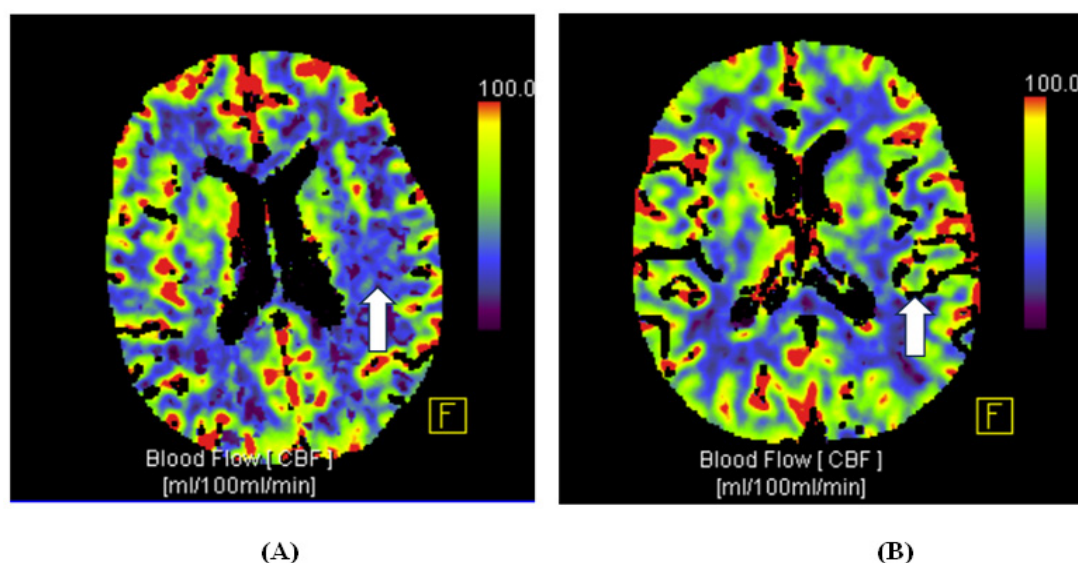 100.0
F
Blood Flow [ CBF ]
[ml/100ml/min]
(A)
100.0
F
Blood Flow [ CBF ]
[ml/100ml/min]
(B)